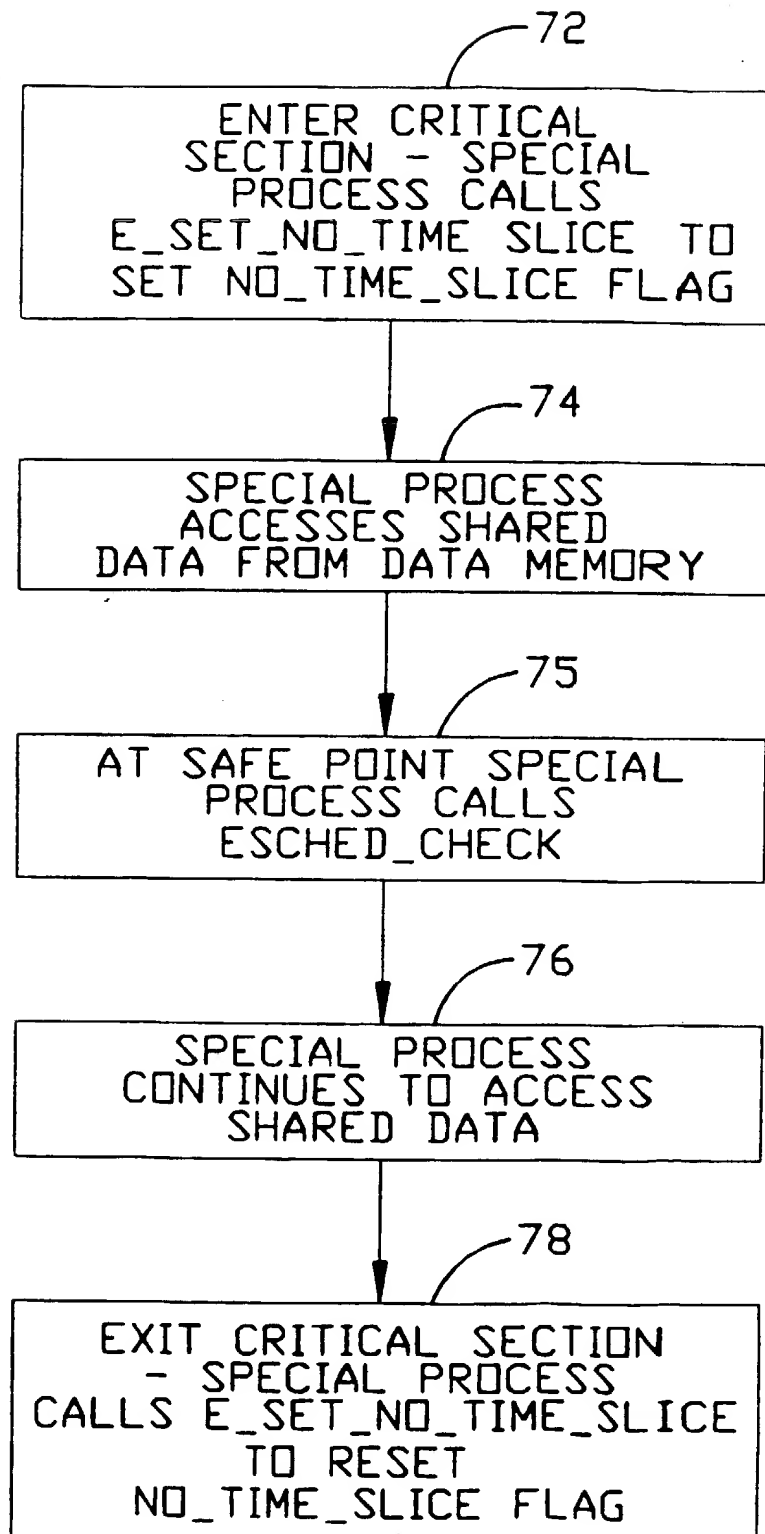 72
ENTER CRITICAL
SECTION - SPECIAL
PROCESS CALLS
E_SET_NO_TIME SLICE TO
SET NO_TIME_SLICE FLAG
74
SPECIAL PROCESS
ACCESSES SHARED
DATA FROM DATA MEMORY
75
AT SAFE POINT SPECIAL
PROCESS CALLS
ESCHED_CHECK
76
SPECIAL PROCESS
CONTINUES TO ACCESS
SHARED DATA
78
EXIT CRITICAL SECTION
- SPECIAL PROCESS
CALLS E_SET_NO_TIME_SLICE
TO RESET
NO_TIME_SLICE FLAG